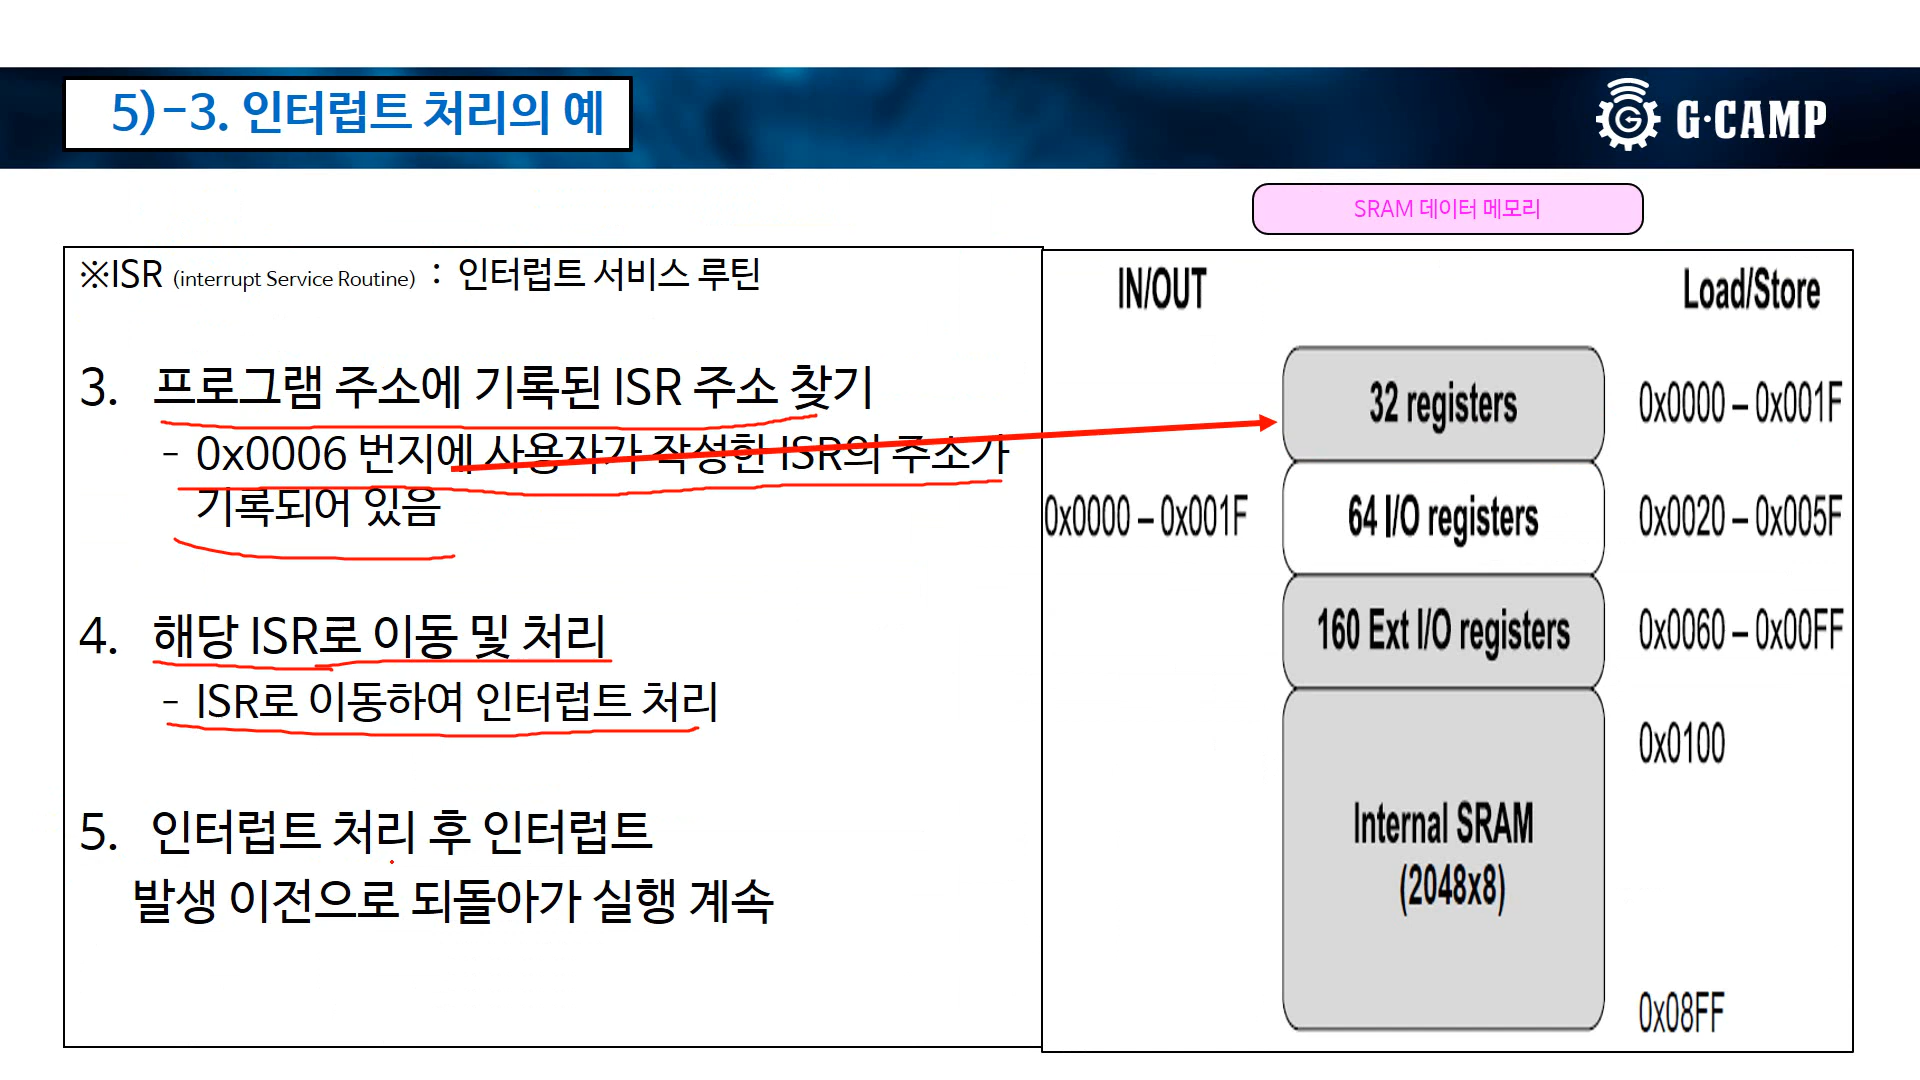 5)-3. 인터럽트 처리의 예
G·CAMP
SRAM 데이터 메모리
※ISR (interrupt Service Routine) : 인터럽트 서비스 루틴
3. 프로그램 주소에 기록된 ISR 주소 찾기
- 0x0006 번지에 사용자가 작성한 ISR의 주소가
기록되어 있음
4. 해당 ISR로 이동 및 처리
- ISR로 이동하여 인터럽트 처리
5. 인터럽트 처리 후 인터럽트
발생 이전으로 되돌아가 실행 계속
IN/OUT
Load/Store
32 registers
0x0000 – 0x001F
0x0000 – 0x001F
64 I/O registers
0x0020 – 0x005F
160 Ext I/O registers
0x0060 – 0x00FF
0x0100
Internal SRAM
(2048x8)
0x08FF